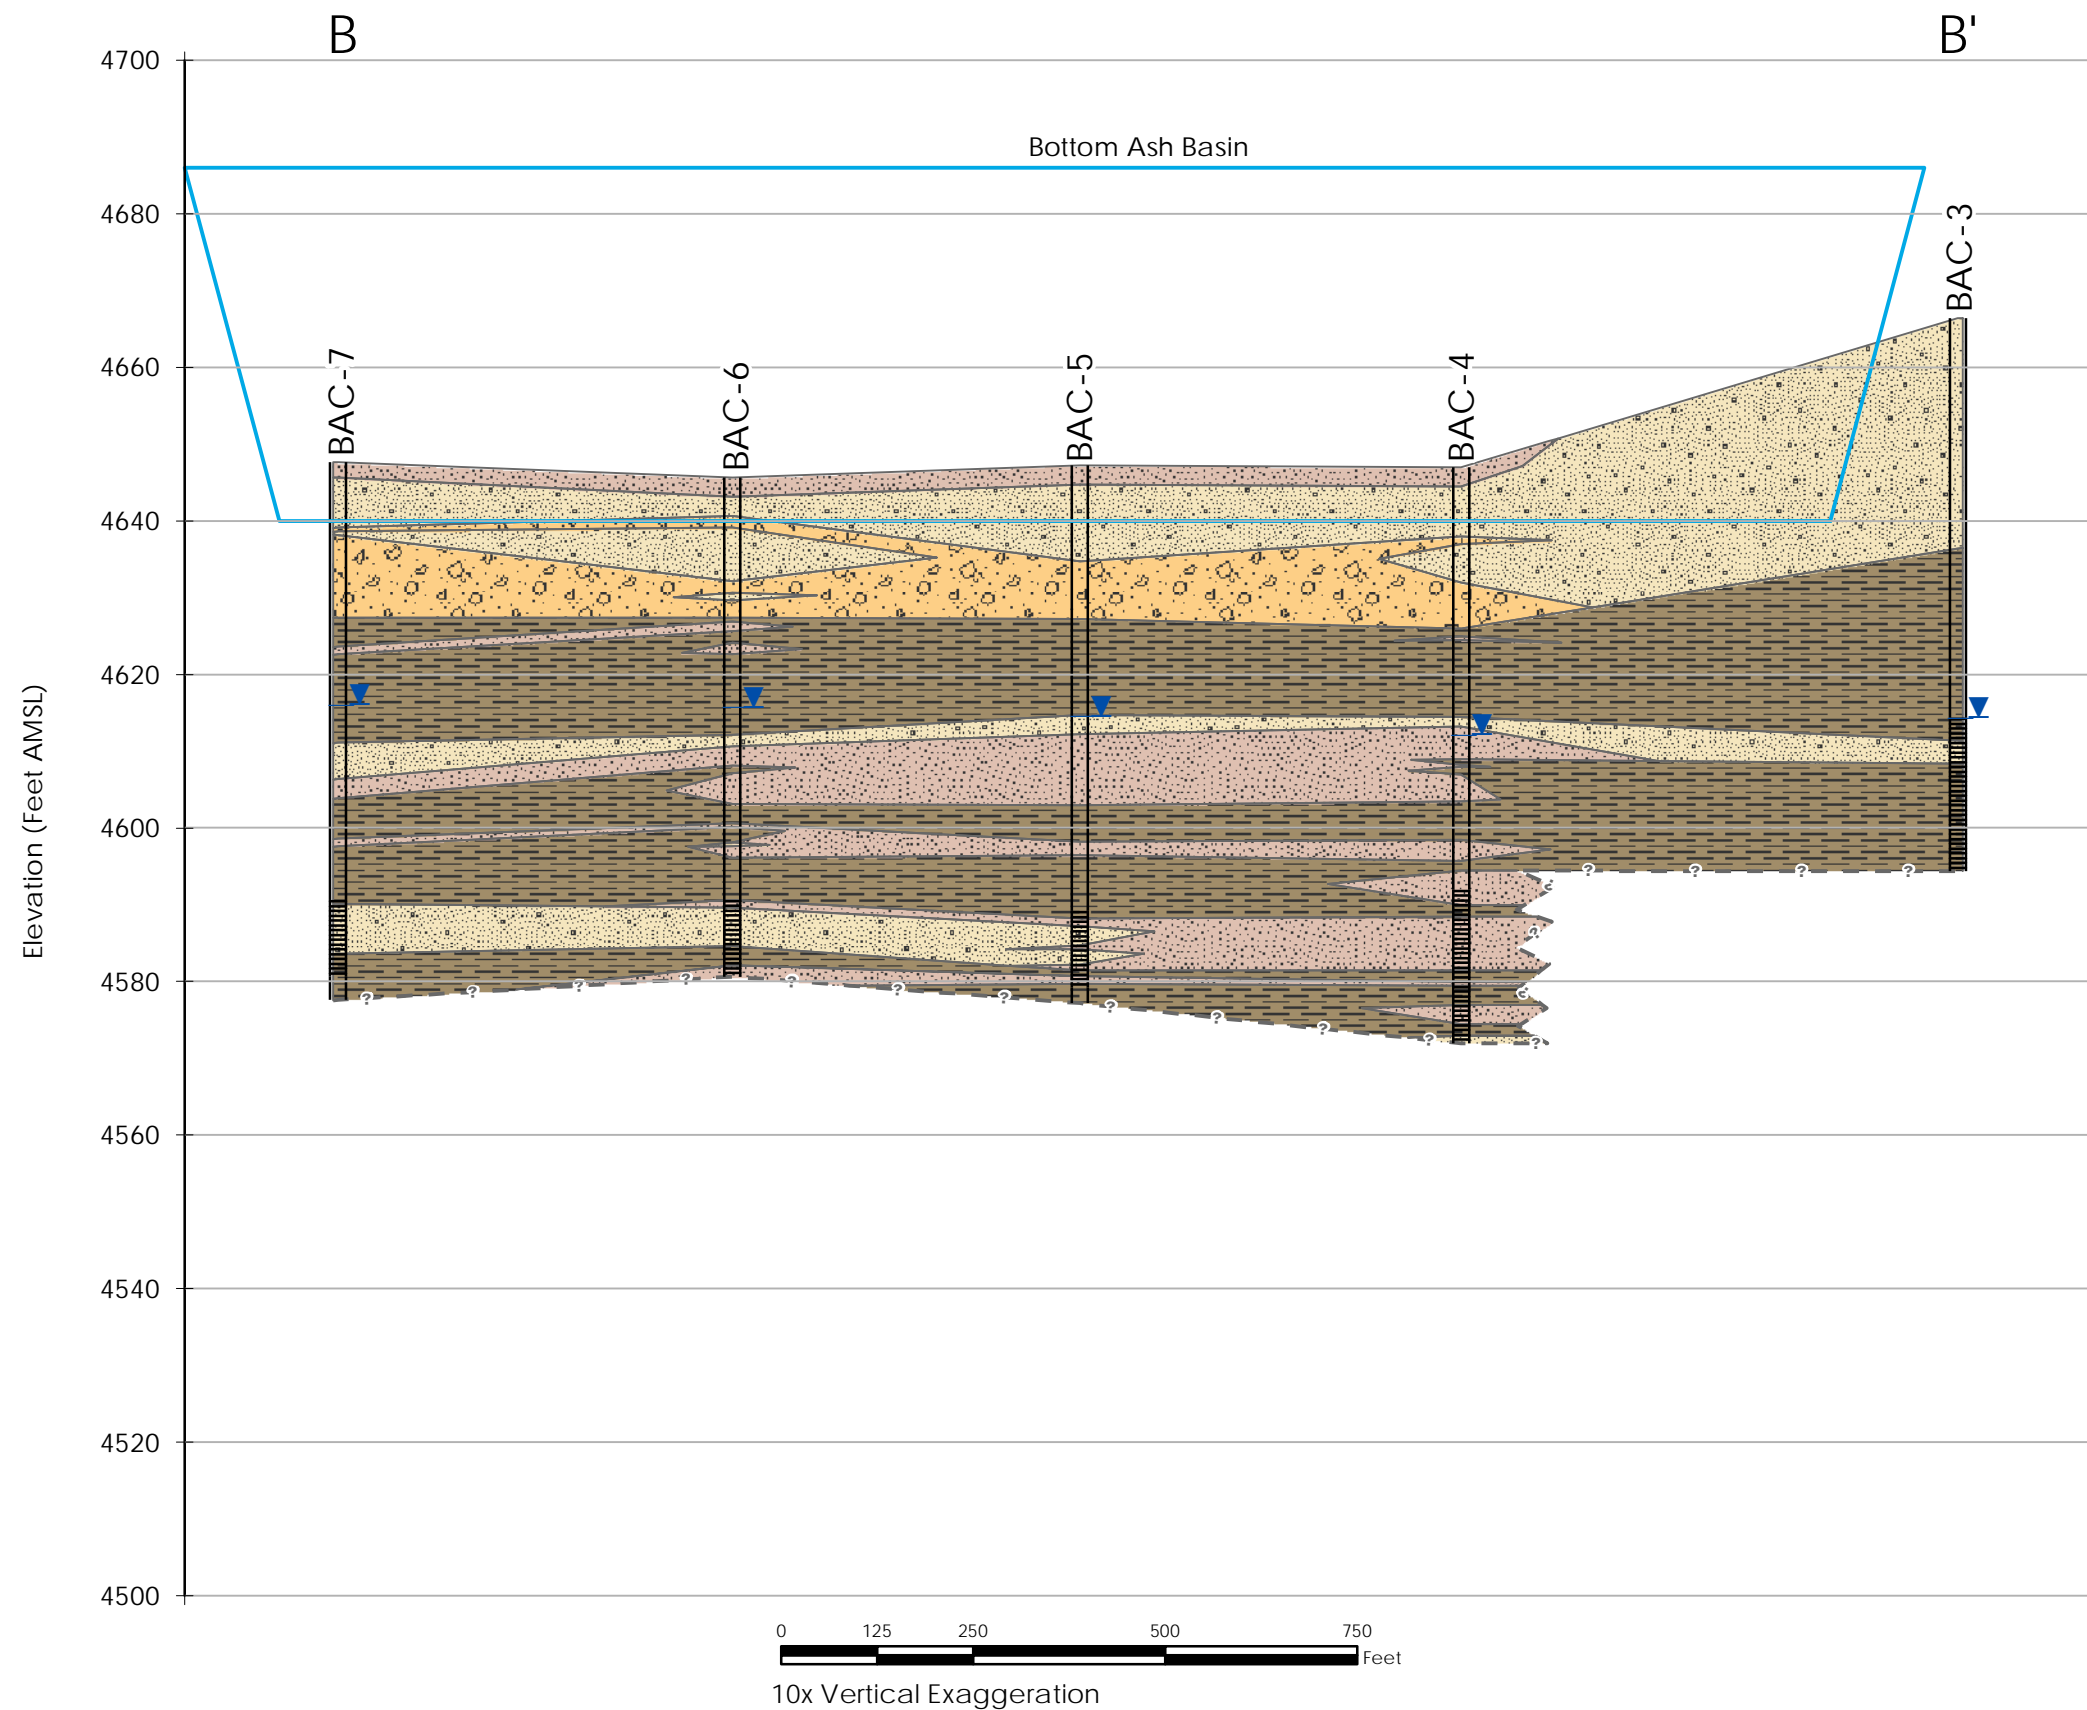 B B'
4700
Bottom Ash Basin
4680
BAC-3
4660
BAC-7
BAC-6
BAC-5
BAC-4
4640
4620
Elevation (Feet AMSL)
4600
? ? ? ? ?
?
? ? ? ? ? ? ? ? ? ? ? ? ?
4580
4560
4540
4520
4500
0 125 250 500 750
Feet
10x Vertical Exaggeration